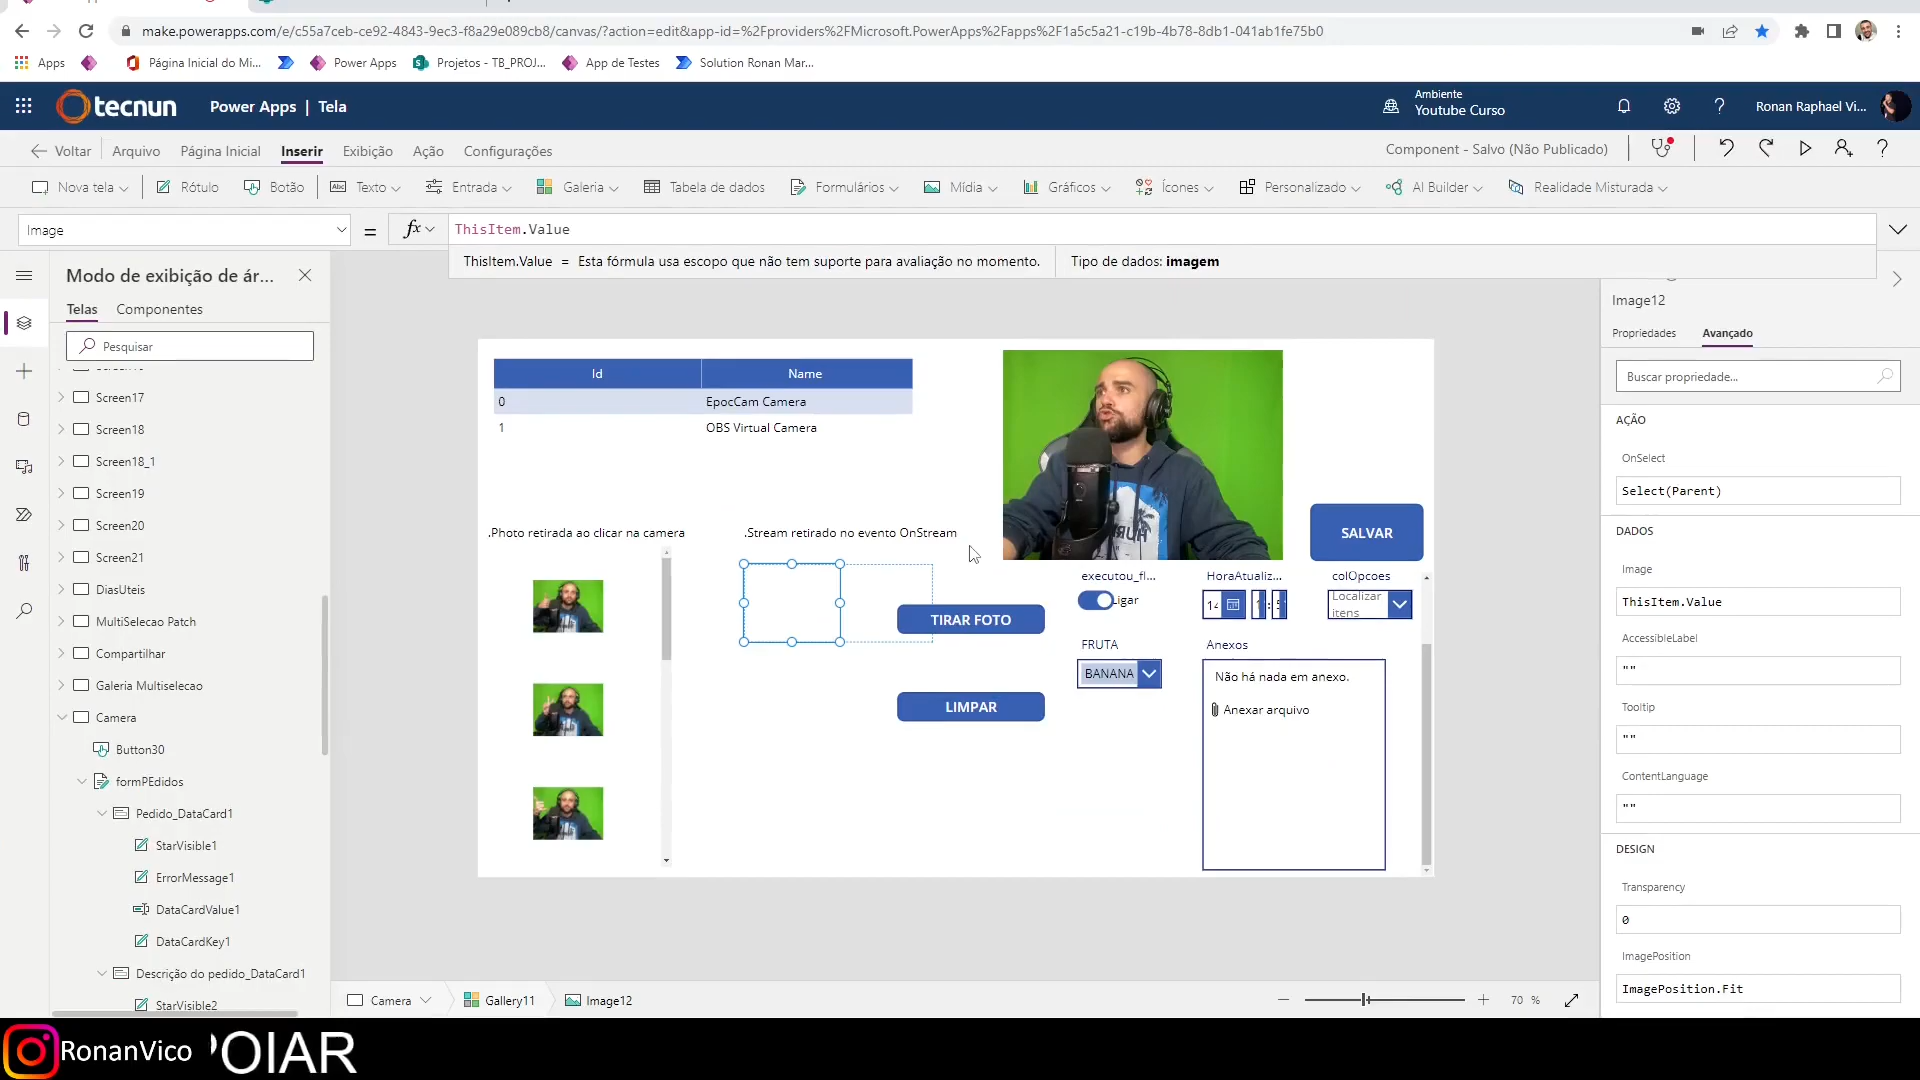 make.powerapps.com/e/c55a7ceb-ce92-4843-9ec3-f8a29e089cb8/canvas/?action=edit&app-id=%2Fproviders%2FMicrosoft.PowerApps%2Fapps%2F1a5c5a21-c19b-4b78-8db1-041ab1fe75b0
Apps
Página Inicial do Mi...
Power Apps
Projetos - TB_PROJ...
App de Testes
Solution Ronan Mar...
tecnun
Power Apps | Tela
Ambiente
Youtube Curso
Ronan Raphael Vi...
Voltar
Arquivo
Página Inicial
Inserir
Exibição
Ação
Configurações
Component - Salvo (Não Publicado)
Nova tela
Rótulo
Botão
Texto
Entrada
Galeria
Tabela de dados
Formulários
Mídia
Gráficos
Ícones
Personalizado
AI Builder
Realidade Misturada
Image
=
fx
ThisItem.Value
ThisItem.Value = Esta fórmula usa escopo que não tem suporte para avaliação no momento.
Tipo de dados: imagem
Modo de exibição de ár...
Telas
Componentes
Pesquisar
Screen17
Screen18
Screen18_1
Screen19
Screen20
Screen21
DiasUteis
MultiSelecao Patch
Compartilhar
Galeria Multiselecao
Camera
Button30
formPEdidos
Pedido_DataCard1
StarVisible1
ErrorMessage1
DataCardValue1
DataCardKey1
Descrição do pedido_DataCard1
StarVisible2
Id
Name
0
EpocCam Camera
1
OBS Virtual Camera
.Photo retirada ao clicar na camera
.Stream retirado no evento OnStream
SALVAR
TIRAR FOTO
LIMPAR
executou_fl...
Ligar
HoraAtualiz...
colOpcoes
Localizar
itens
FRUTA
BANANA
Anexos
Não há nada em anexo.
Anexar arquivo
Camera
Gallery11
Image12
70 %
Image12
Propriedades
Avançado
Buscar propriedade...
AÇÃO
OnSelect
Select(Parent)
DADOS
Image
ThisItem.Value
AccessibleLabel
""
Tooltip
""
ContentLanguage
""
DESIGN
Transparency
0
ImagePosition
ImagePosition.Fit
RonanVico
OIAR